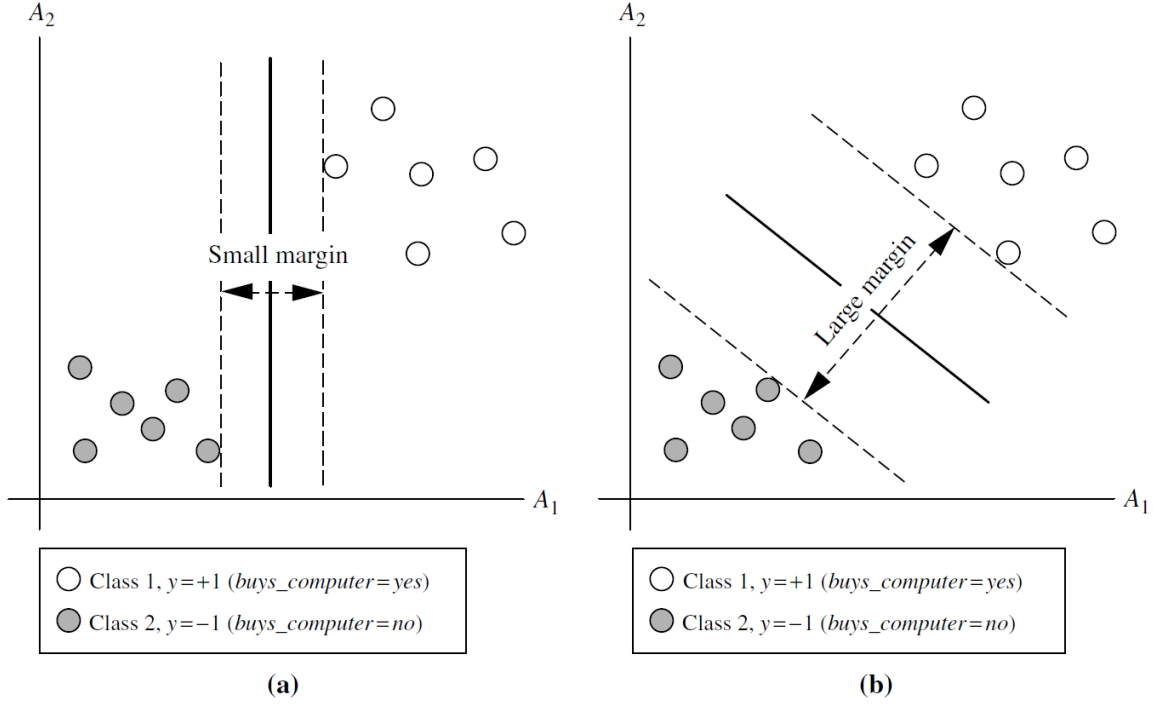 A2
Small margin
A1
Class 1, y=+1 (buys_computer=yes)
Class 2, y=−1 (buys_computer=no)
(a)
A2
Large margin
A1
Class 1, y=+1 (buys_computer=yes)
Class 2, y=−1 (buys_computer=no)
(b)